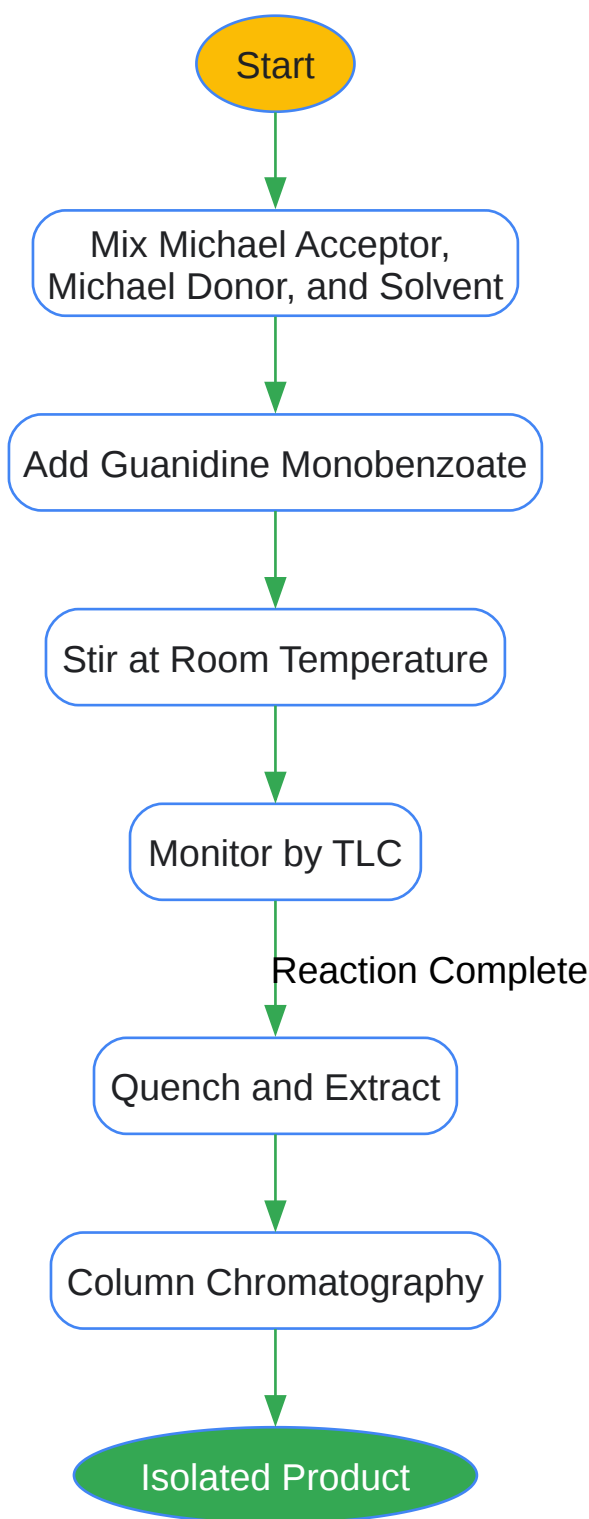 Start
Mix Michael Acceptor,
Michael Donor, and Solvent
Add Guanidine Monobenzoate
Stir at Room Temperature
Monitor by TLC
Reaction Complete
Quench and Extract
Column Chromatography
Isolated Product